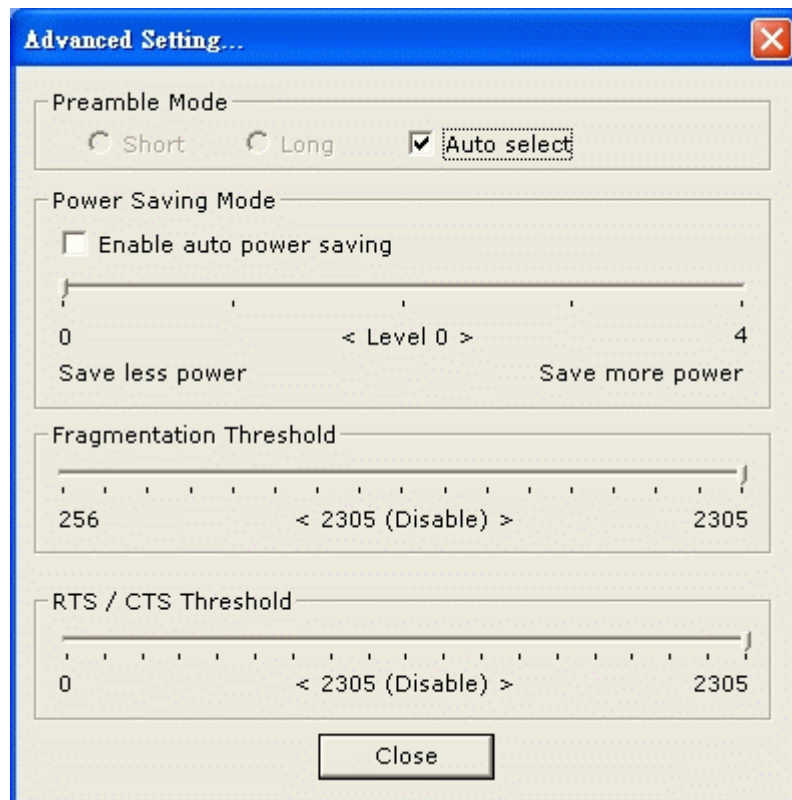 Advanced Setting...
Preamble Mode
Short Long Auto select
Power Saving Mode
Enable auto power saving
0 < Level 0 > 4
Save less power Save more power
Fragmentation Threshold
256 < 2305 (Disable) > 2305
RTS / CTS Threshold
0 < 2305 (Disable) > 2305
Close